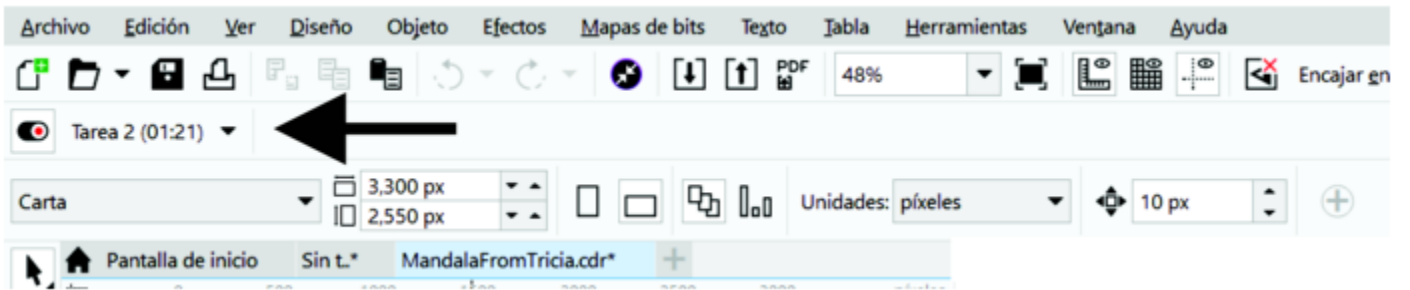 Archivo Edición Ver Diseño Objeto Efectos Mapas de bits Texto Tabla Herramientas Ventana Ayuda
PDF 48% Encajar en
Tarea 2 (01:21)
Carta 3,300 px Unidades: píxeles 10 px
2,550 px
Pantalla de inicio Sin t..* MandalaFromTricia.cdr*